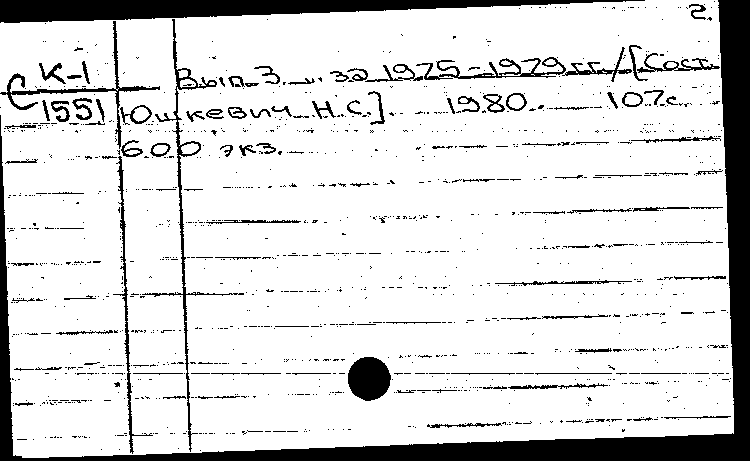 2.
С К-1 Вып. 3. ... за 1975-1979 гг. / [Сост.
1551 Юшкевич Н.С.]. 1980. 107 с.
600 экз.